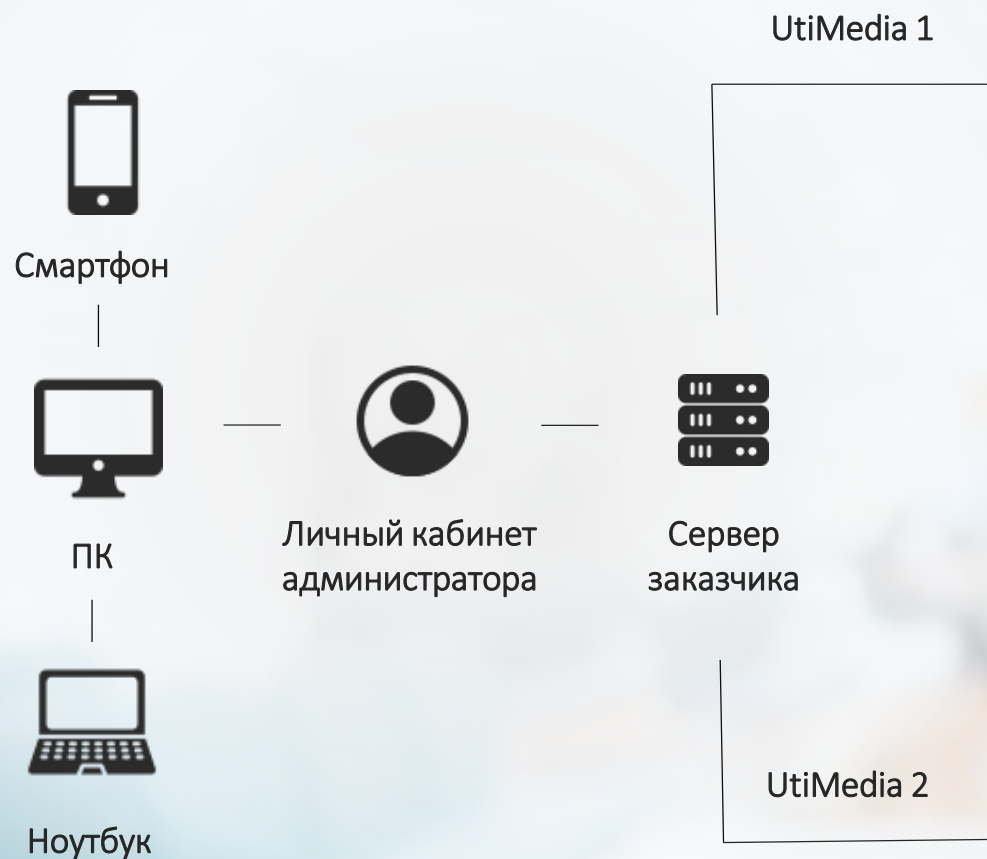 UtiMedia 1
Смартфон
ПК
Личный кабинет
администратора
Сервер
заказчика
UtiMedia 2
Ноутбук